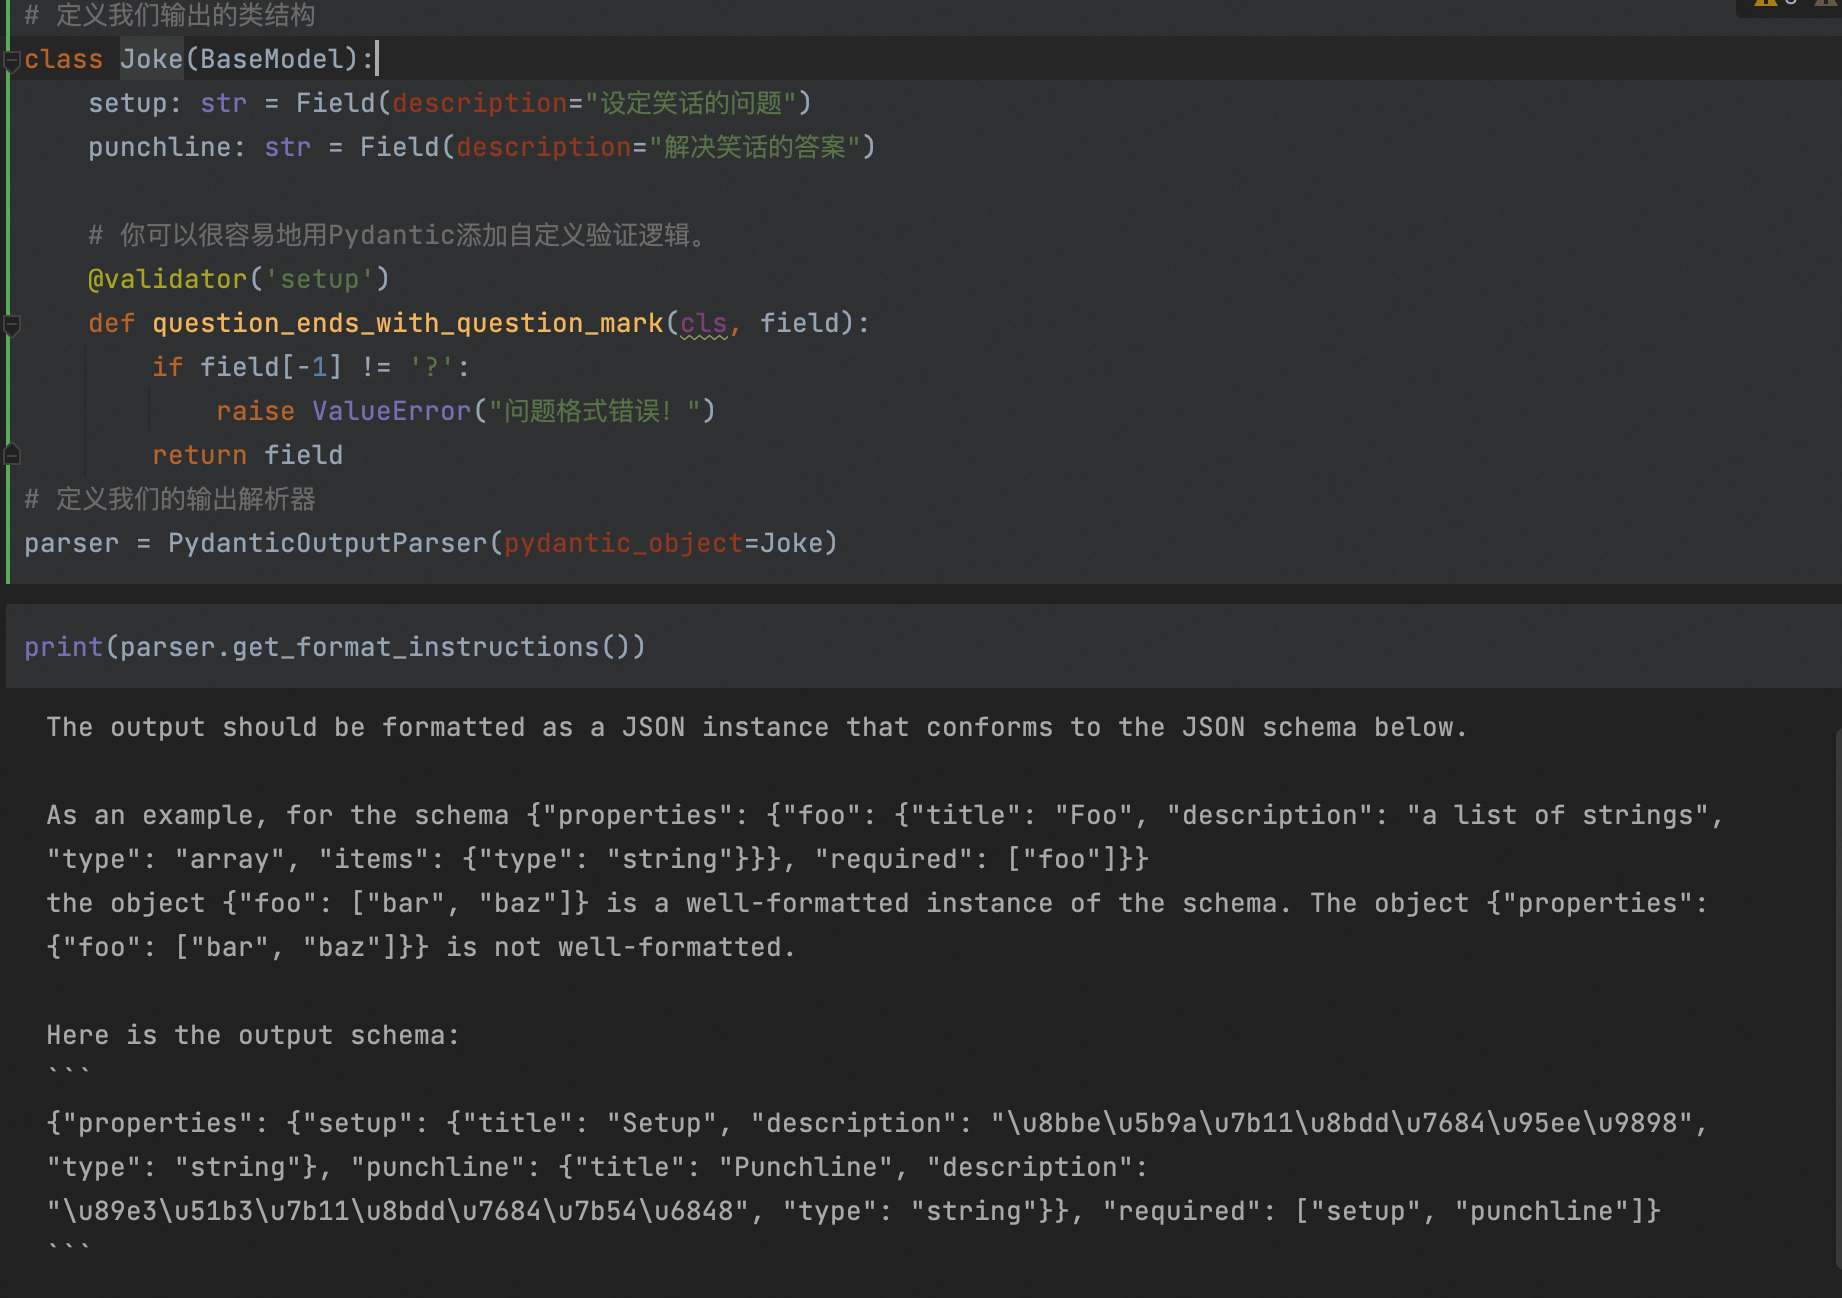 # 定义我们输出的类结构
class Joke(BaseModel):
    setup: str = Field(description="设定笑话的问题")
    punchline: str = Field(description="解决笑话的答案")
    # 你可以很容易地用Pydantic添加自定义验证逻辑。
    @validator('setup')
    def question_ends_with_question_mark(cls, field):
        if field[-1] != '?':
            raise ValueError("问题格式错误！")
        return field
# 定义我们的输出解析器
parser = PydanticOutputParser(pydantic_object=Joke)
print(parser.get_format_instructions())
The output should be formatted as a JSON instance that conforms to the JSON schema below.
As an example, for the schema {"properties": {"foo": {"title": "Foo", "description": "a list of strings",
"type": "array", "items": {"type": "string"}}}, "required": ["foo"]}}
the object {"foo": ["bar", "baz"]} is a well-formatted instance of the schema. The object {"properties":
{"foo": ["bar", "baz"]}} is not well-formatted.
Here is the output schema:
```
{"properties": {"setup": {"title": "Setup", "description": "\u8bbe\u5b9a\u7b11\u8bdd\u7684\u95ee\u9898",
"type": "string"}, "punchline": {"title": "Punchline", "description":
"\u89e3\u51b3\u7b11\u8bdd\u7684\u7b54\u6848", "type": "string"}}, "required": ["setup", "punchline"]}
```